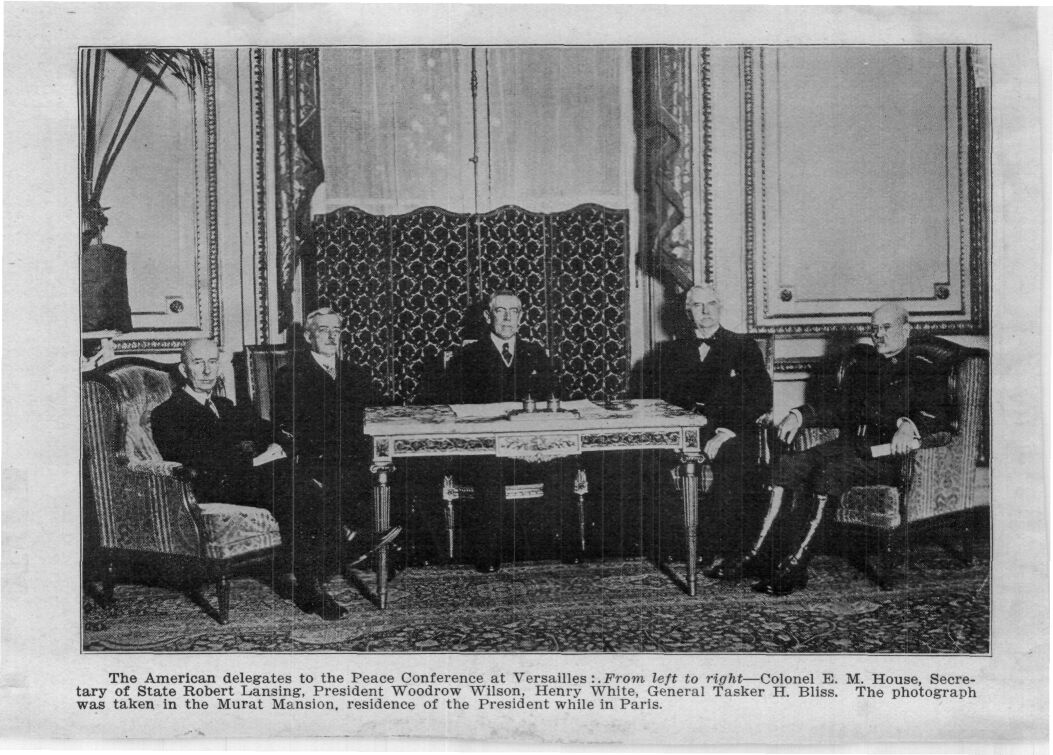 The American delegates to the Peace Conference at Versailles:. From left to right—Colonel E. M. House, Secre-
tary of State Robert Lansing, President Woodrow Wilson, Henry White, General Tasker H. Bliss. The photograph
was taken in the Murat Mansion, residence of the President while in Paris.